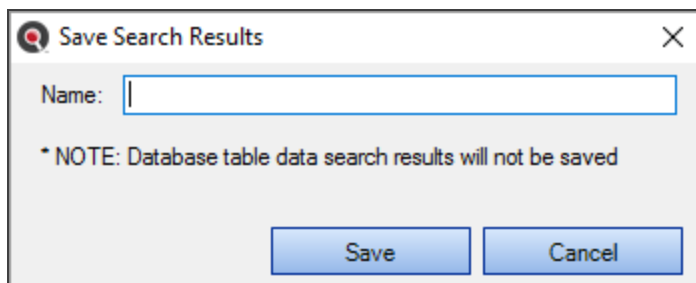 Save Search Results
Name:
* NOTE: Database table data search results will not be saved
Save Cancel